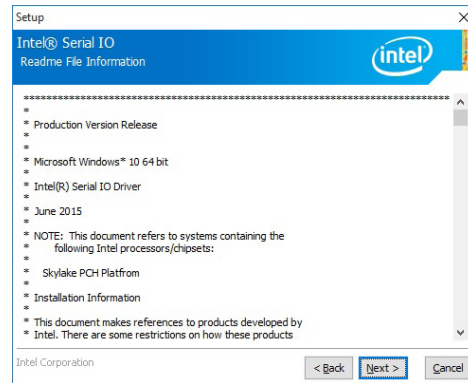 Setup
Intel® Serial IO
Readme File Information
intel
********************************************************************************
*
* Production Version Release
*
*
* Microsoft Windows* 10 64 bit
*
* Intel(R) Serial IO Driver
*
* June 2015
*
* NOTE: This document refers to systems containing the
* following Intel processors/chipsets:
*
* Skylake PCH Platfrom
*
* Installation Information
*
* This document makes references to products developed by
* Intel. There are some restrictions on how these products
Intel Corporation
< Back Next > Cancel